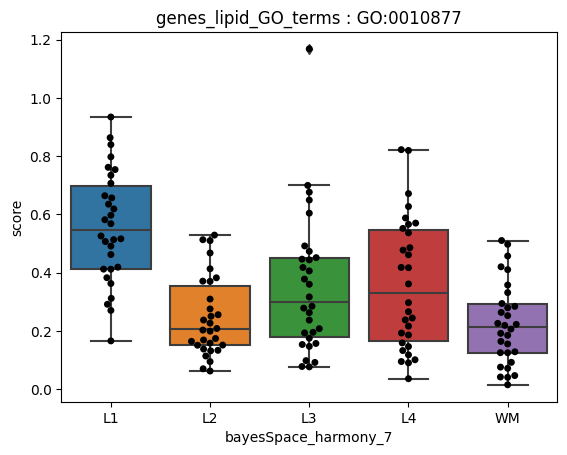 genes_lipid_GO_terms : GO:0010877
1.2
1.0
0.8
0.6
0.4
0.2
0.0
score
L1 L2 L3 L4 WM
bayesSpace_harmony_7